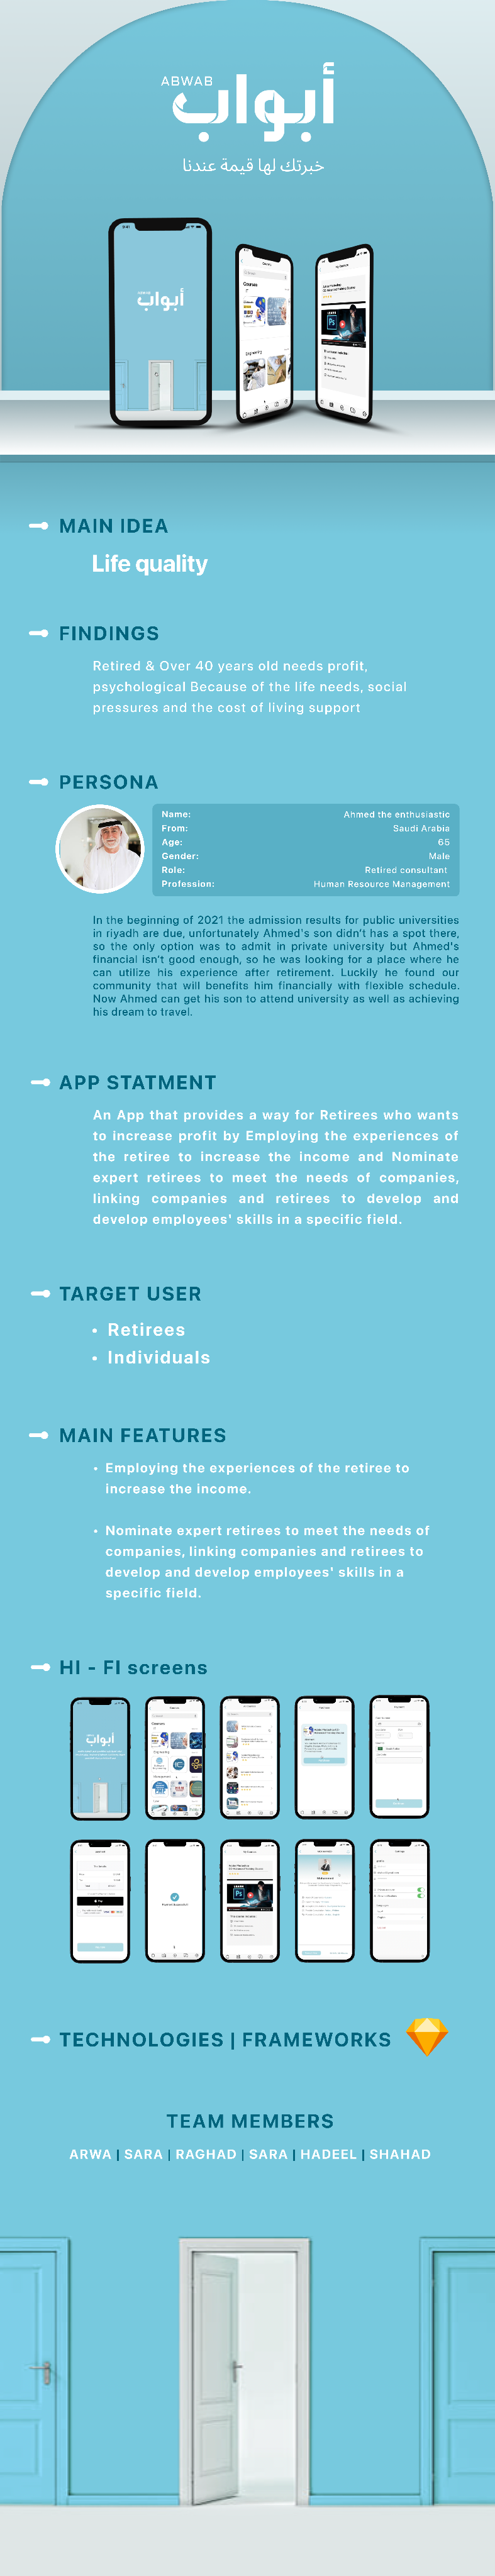 ABWAB
أبواب
خبرتك لها قيمة عندنا
أبواب
Courses
MAIN IDEA
Life quality
FINDINGS
Retired & Over 40 years old needs profit,
psychological Because of the life needs, social
pressures and the cost of living support
PERSONA
Name: Ahmed the enthusiastic
From: Saudi Arabia
Age: 65
Gender: Male
Role: Retired consultant
Profession: Human Resource Management
In the beginning of 2021 the admission results for public universities
in riyadh are due, unfortunately Ahmed's son didn't has a spot there,
so the only option was to admit in private university but Ahmed's
financial isn't good enough, so he was looking for a place where he
can utilize his experience after retirement. Luckily he found our
community that will benefits him financially with flexible schedule.
Now Ahmed can get his son to attend university as well as achieving
his dream to travel.
APP STATMENT
An App that provides a way for Retirees who wants
to increase profit by Employing the experiences of
the retiree to increase the income and Nominate
expert retirees to meet the needs of companies,
linking companies and retirees to develop and
develop employees' skills in a specific field.
TARGET USER
• Retirees
• Individuals
MAIN FEATURES
• Employing the experiences of the retiree to
increase the income.
• Nominate expert retirees to meet the needs of
companies, linking companies and retirees to
develop and develop employees' skills in a
specific field.
HI - FI screens
أبواب
Courses
TECHNOLOGIES | FRAMEWORKS
TEAM MEMBERS
ARWA | SARA | RAGHAD | SARA | HADEEL | SHAHAD